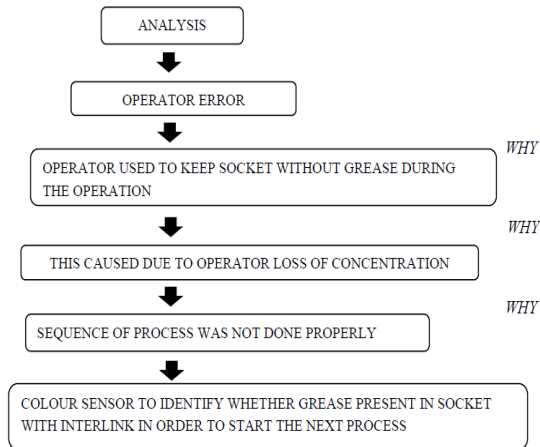 ANALYSIS
OPERATOR ERROR
WHY
OPERATOR USED TO KEEP SOCKET WITHOUT GREASE DURING
THE OPERATION
WHY
THIS CAUSED DUE TO OPERATOR LOSS OF CONCENTRATION
WHY
SEQUENCE OF PROCESS WAS NOT DONE PROPERLY
COLOUR SENSOR TO IDENTIFY WHETHER GREASE PRESENT IN SOCKET
WITH INTERLINK IN ORDER TO START THE NEXT PROCESS